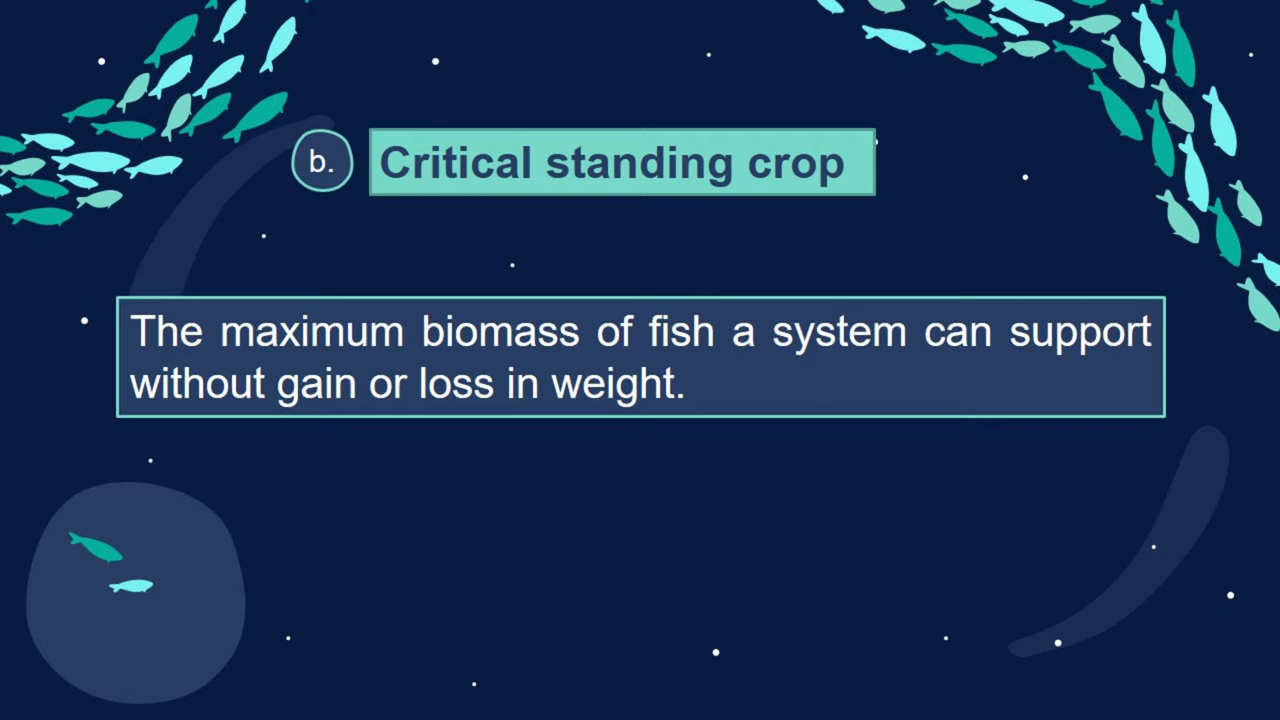 b.
Critical standing crop
The maximum biomass of fish a system can support
without gain or loss in weight.